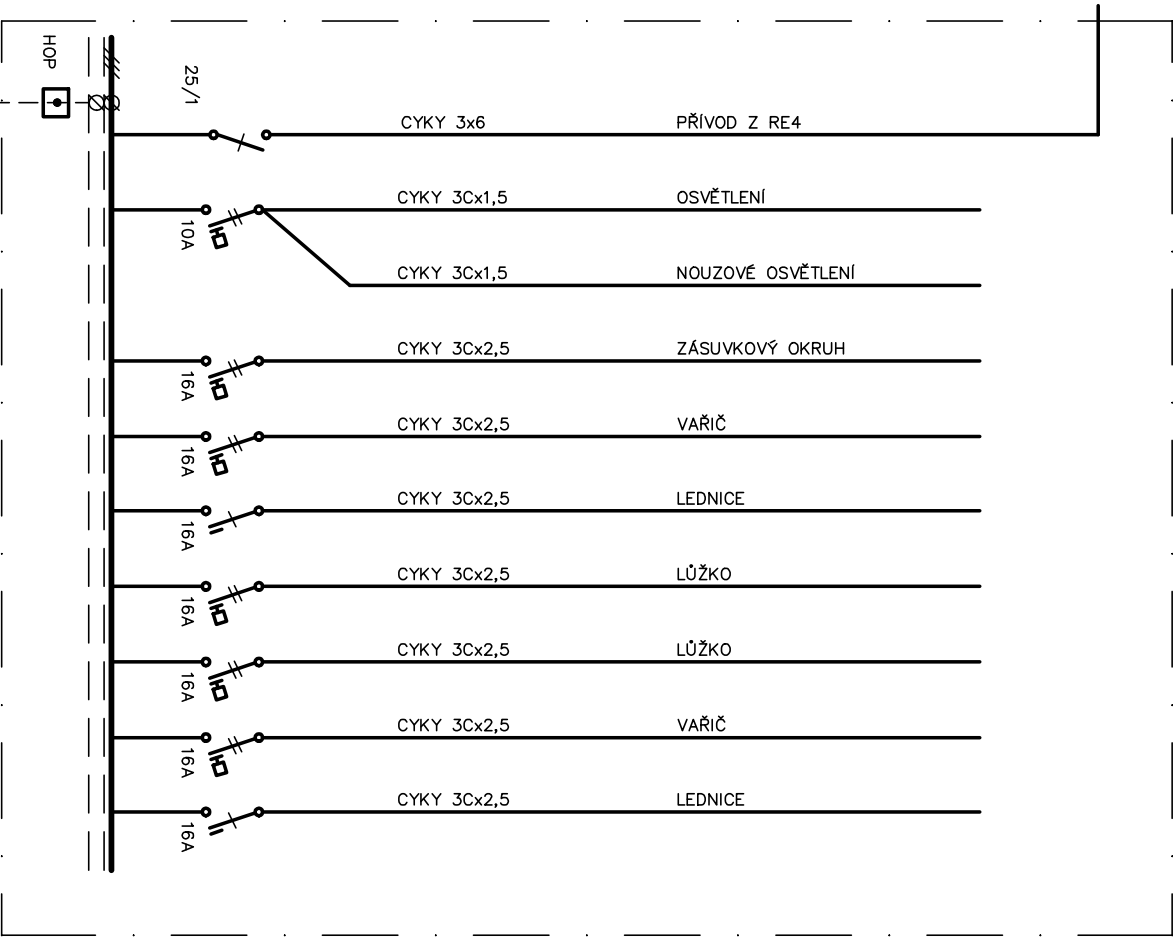 HOP
25/1
CYKY 3x6 PŘÍVOD Z RE4
CYKY 3Cx1,5 OSVĚTLENÍ
10A
CYKY 3Cx1,5 NOUZOVÉ OSVĚTLENÍ
CYKY 3Cx2,5 ZÁSUVKOVÝ OKRUH
16A
CYKY 3Cx2,5 VAŘIČ
16A
CYKY 3Cx2,5 LEDNICE
16A
CYKY 3Cx2,5 LŮŽKO
16A
CYKY 3Cx2,5 LŮŽKO
16A
CYKY 3Cx2,5 VAŘIČ
16A
CYKY 3Cx2,5 LEDNICE
16A